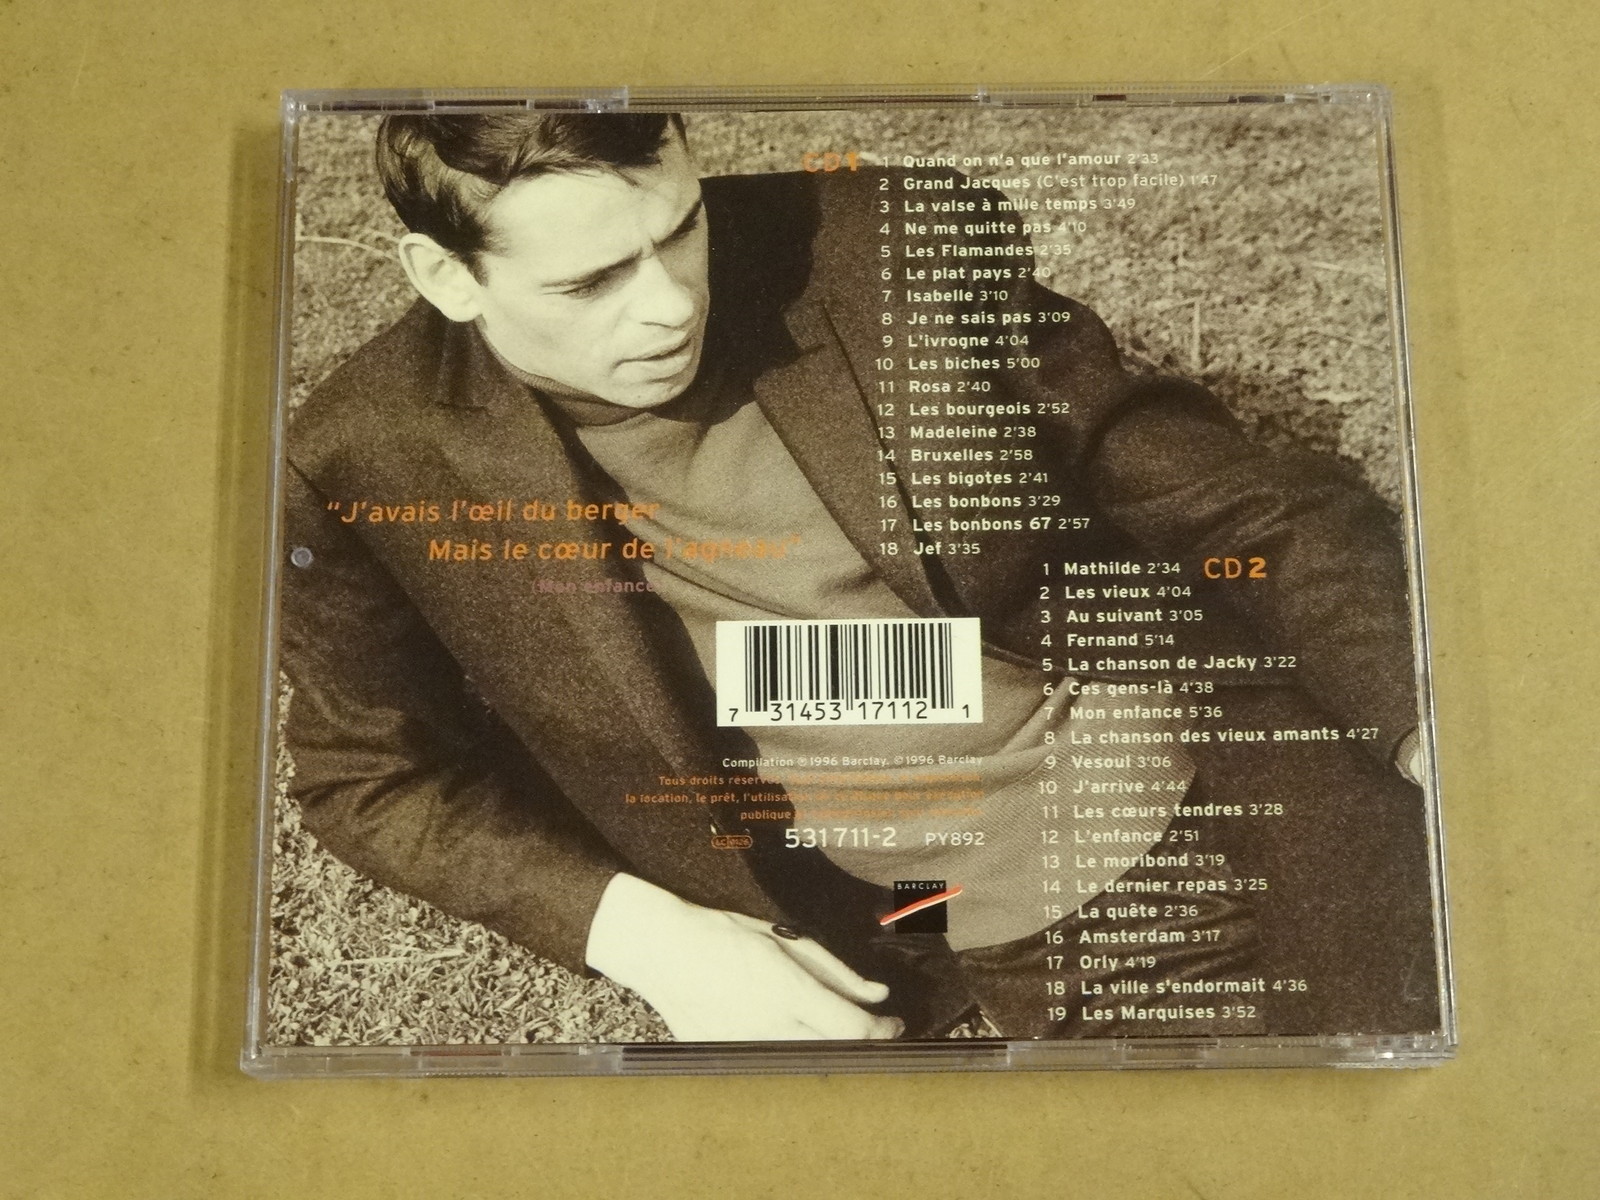 CD 1
1 Quand on n'a que l'amour 2'33
2 Grand Jacques (C'est trop facile) 1'47
3 La valse à mille temps 3'49
4 Ne me quitte pas 4'10
5 Les Flamandes 2'35
6 Le plat pays 2'40
7 Isabelle 3'10
8 Je ne sais pas 3'09
9 L'ivrogne 4'04
10 Les biches 5'00
11 Rosa 2'40
12 Les bourgeois 2'52
13 Madeleine 2'38
14 Bruxelles 2'58
15 Les bigotes 2'41
16 Les bonbons 3'29
17 Les bonbons 67 2'57
18 Jef 3'35
"J'avais l'œil du berger
Mais le cœur de l'agneau"
(Mon enfance)
CD 2
1 Mathilde 2'34
2 Les vieux 4'04
3 Au suivant 3'05
4 Fernand 5'14
5 La chanson de Jacky 3'22
6 Ces gens-là 4'38
7 Mon enfance 5'36
8 La chanson des vieux amants 4'27
9 Vesoul 3'06
10 J'arrive 4'44
11 Les cœurs tendres 3'28
12 L'enfance 2'51
13 Le moribond 3'19
14 Le dernier repas 3'25
15 La quête 2'36
16 Amsterdam 3'17
17 Orly 4'19
18 La ville s'endormait 4'36
19 Les Marquises 3'52
7 31453 17112 1
Compilation ℗ 1996 Barclay. © 1996 Barclay
Tous droits
la location, le prêt,
publique
531 711-2 PY892
BARCLAY